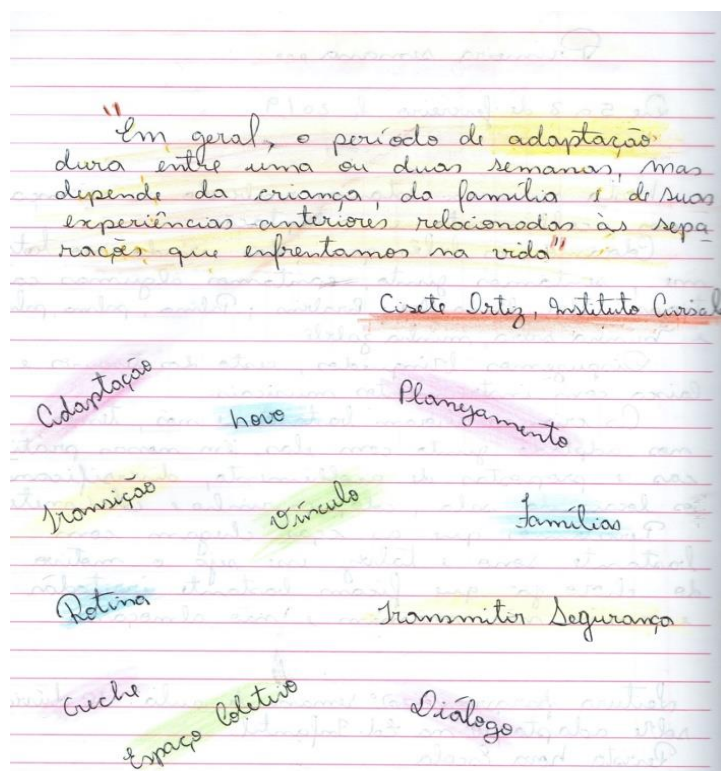 "Em geral, o período de adaptação
dura entre uma ou duas semanas, mas
depende da criança, da família e de suas
experiências anteriores relacionadas às sepa
rações que enfrentamos na vida"
Cisete Ortiz, Instituto
Adaptação
novo
Planejamento
Transição
Vínculo
Famílias
Rotina
Transmitir Segurança
Creche
Espaço Coletivo
Diálogo